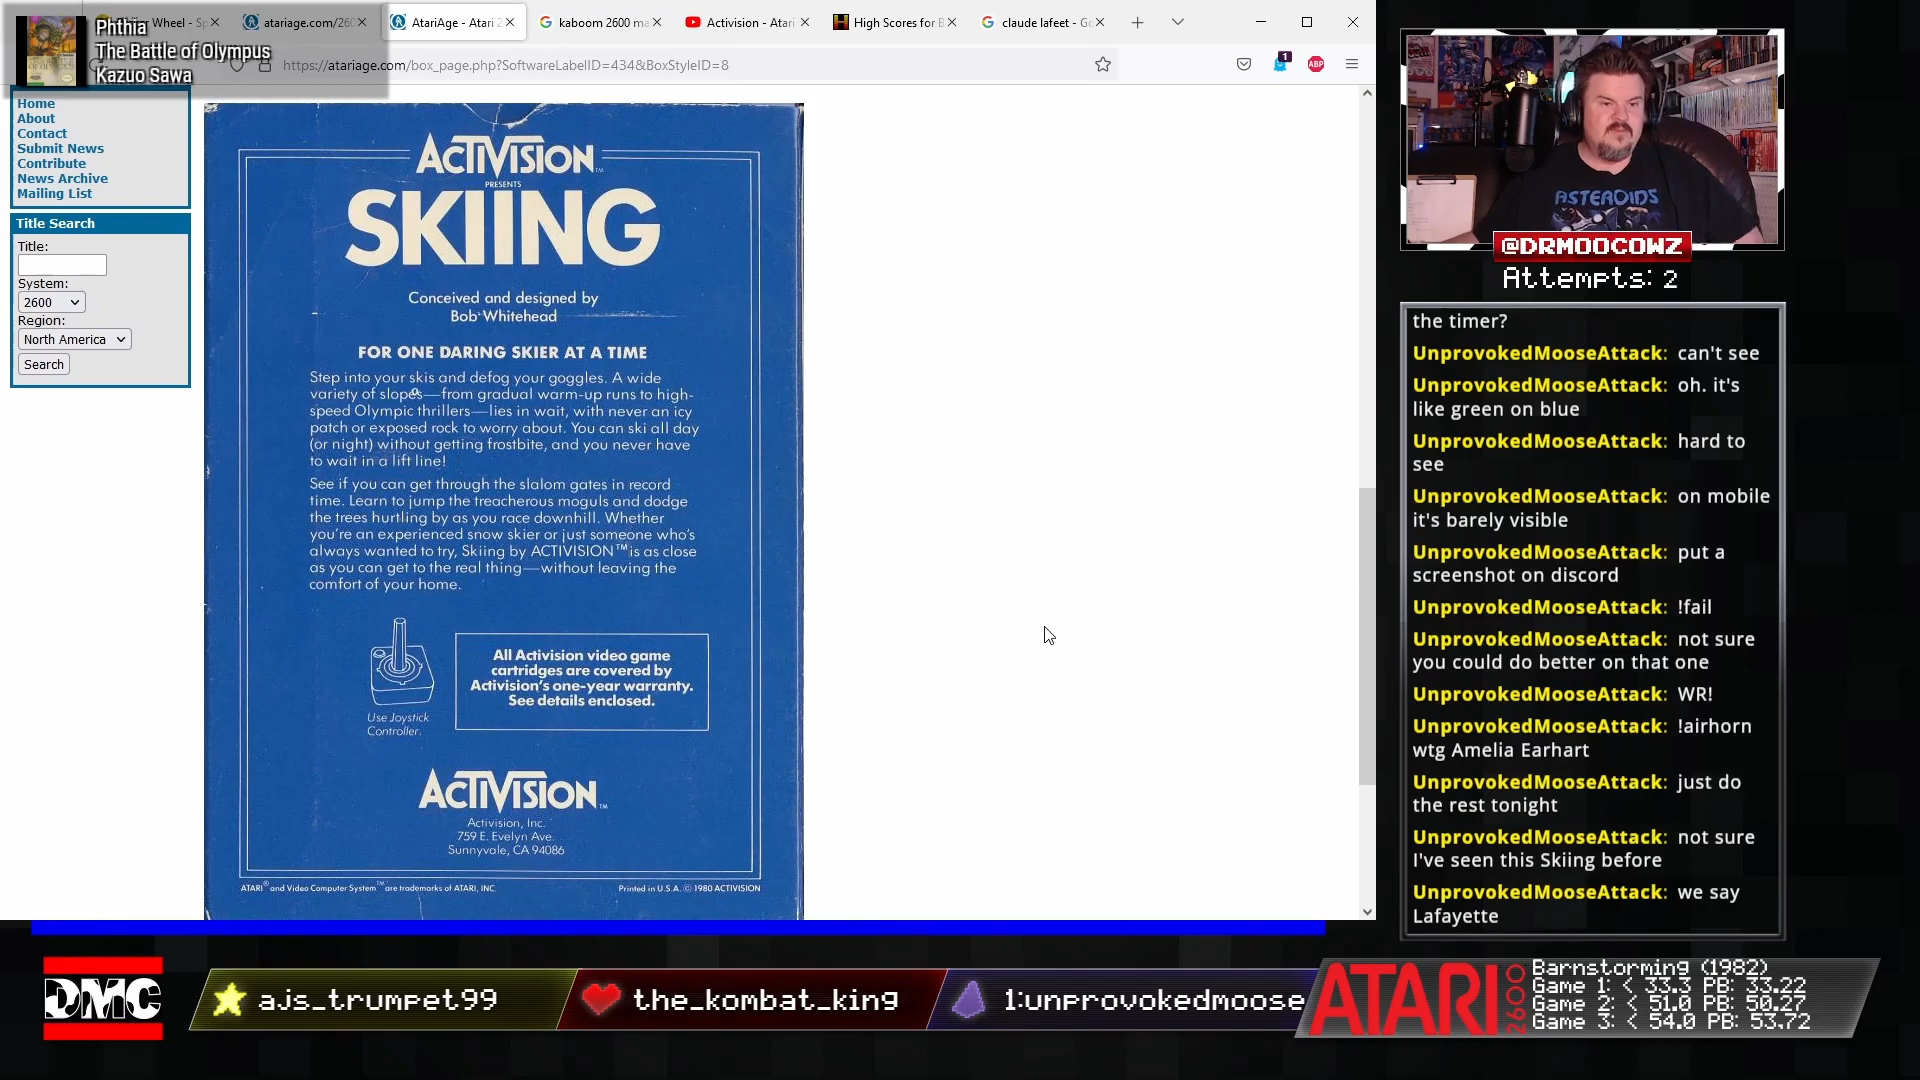 Phthia
The Battle of Olympus
Kazuo Sawa
r Wheel - Sp
atariage.com/260
AtariAge - Atari 2
kaboom 2600 ma
Activision - Atari
High Scores for B
claude lafeet - Go
https://atariage.com/box_page.php?SoftwareLabelID=434&BoxStyleID=8
1
ABP
Home
About
Contact
Submit News
Contribute
News Archive
Mailing List
Title Search
Title:
System:
2600
Region:
North America
Search
ACTIVISION™
PRESENTS
SKIING
Conceived and designed by
Bob Whitehead
FOR ONE DARING SKIER AT A TIME
Step into your skis and defog your goggles. A wide
variety of slopes—from gradual warm-up runs to high-
speed Olympic thrillers—lies in wait, with never an icy
patch or exposed rock to worry about. You can ski all day
(or night) without getting frostbite, and you never have
to wait in a lift line!
See if you can get through the slalom gates in record
time. Learn to jump the treacherous moguls and dodge
the trees hurtling by as you race downhill. Whether
you're an experienced snow skier or just someone who's
always wanted to try, Skiing by ACTIVISION™ is as close
as you can get to the real thing—without leaving the
comfort of your home.
Use Joystick
Controller.
All Activision video game
cartridges are covered by
Activision's one-year warranty.
See details enclosed.
ACTIVISION™
Activision, Inc.
759 E. Evelyn Ave.
Sunnyvale, CA 94086
ATARI® and Video Computer System™ are trademarks of ATARI, INC.
Printed in U.S.A. © 1980 ACTIVISION
ASTEROIDS
@DRMOOCOWZ
Attempts: 2
the timer?
UnprovokedMooseAttack: can't see
UnprovokedMooseAttack: oh. it's
like green on blue
UnprovokedMooseAttack: hard to
see
UnprovokedMooseAttack: on mobile
it's barely visible
UnprovokedMooseAttack: put a
screenshot on discord
UnprovokedMooseAttack: !fail
UnprovokedMooseAttack: not sure
you could do better on that one
UnprovokedMooseAttack: WR!
UnprovokedMooseAttack: !airhorn
wtg Amelia Earhart
UnprovokedMooseAttack: just do
the rest tonight
UnprovokedMooseAttack: not sure
I've seen this Skiing before
UnprovokedMooseAttack: we say
Lafayette
DMC
ajs_trumpet99
the_kombat_king
1:unprovokedmoose
ATARI 2600
Barnstorming (1982)
Game 1: < 33.3 PB: 33.22
Game 2: < 51.0 PB: 50.27
Game 3: < 54.0 PB: 53.72